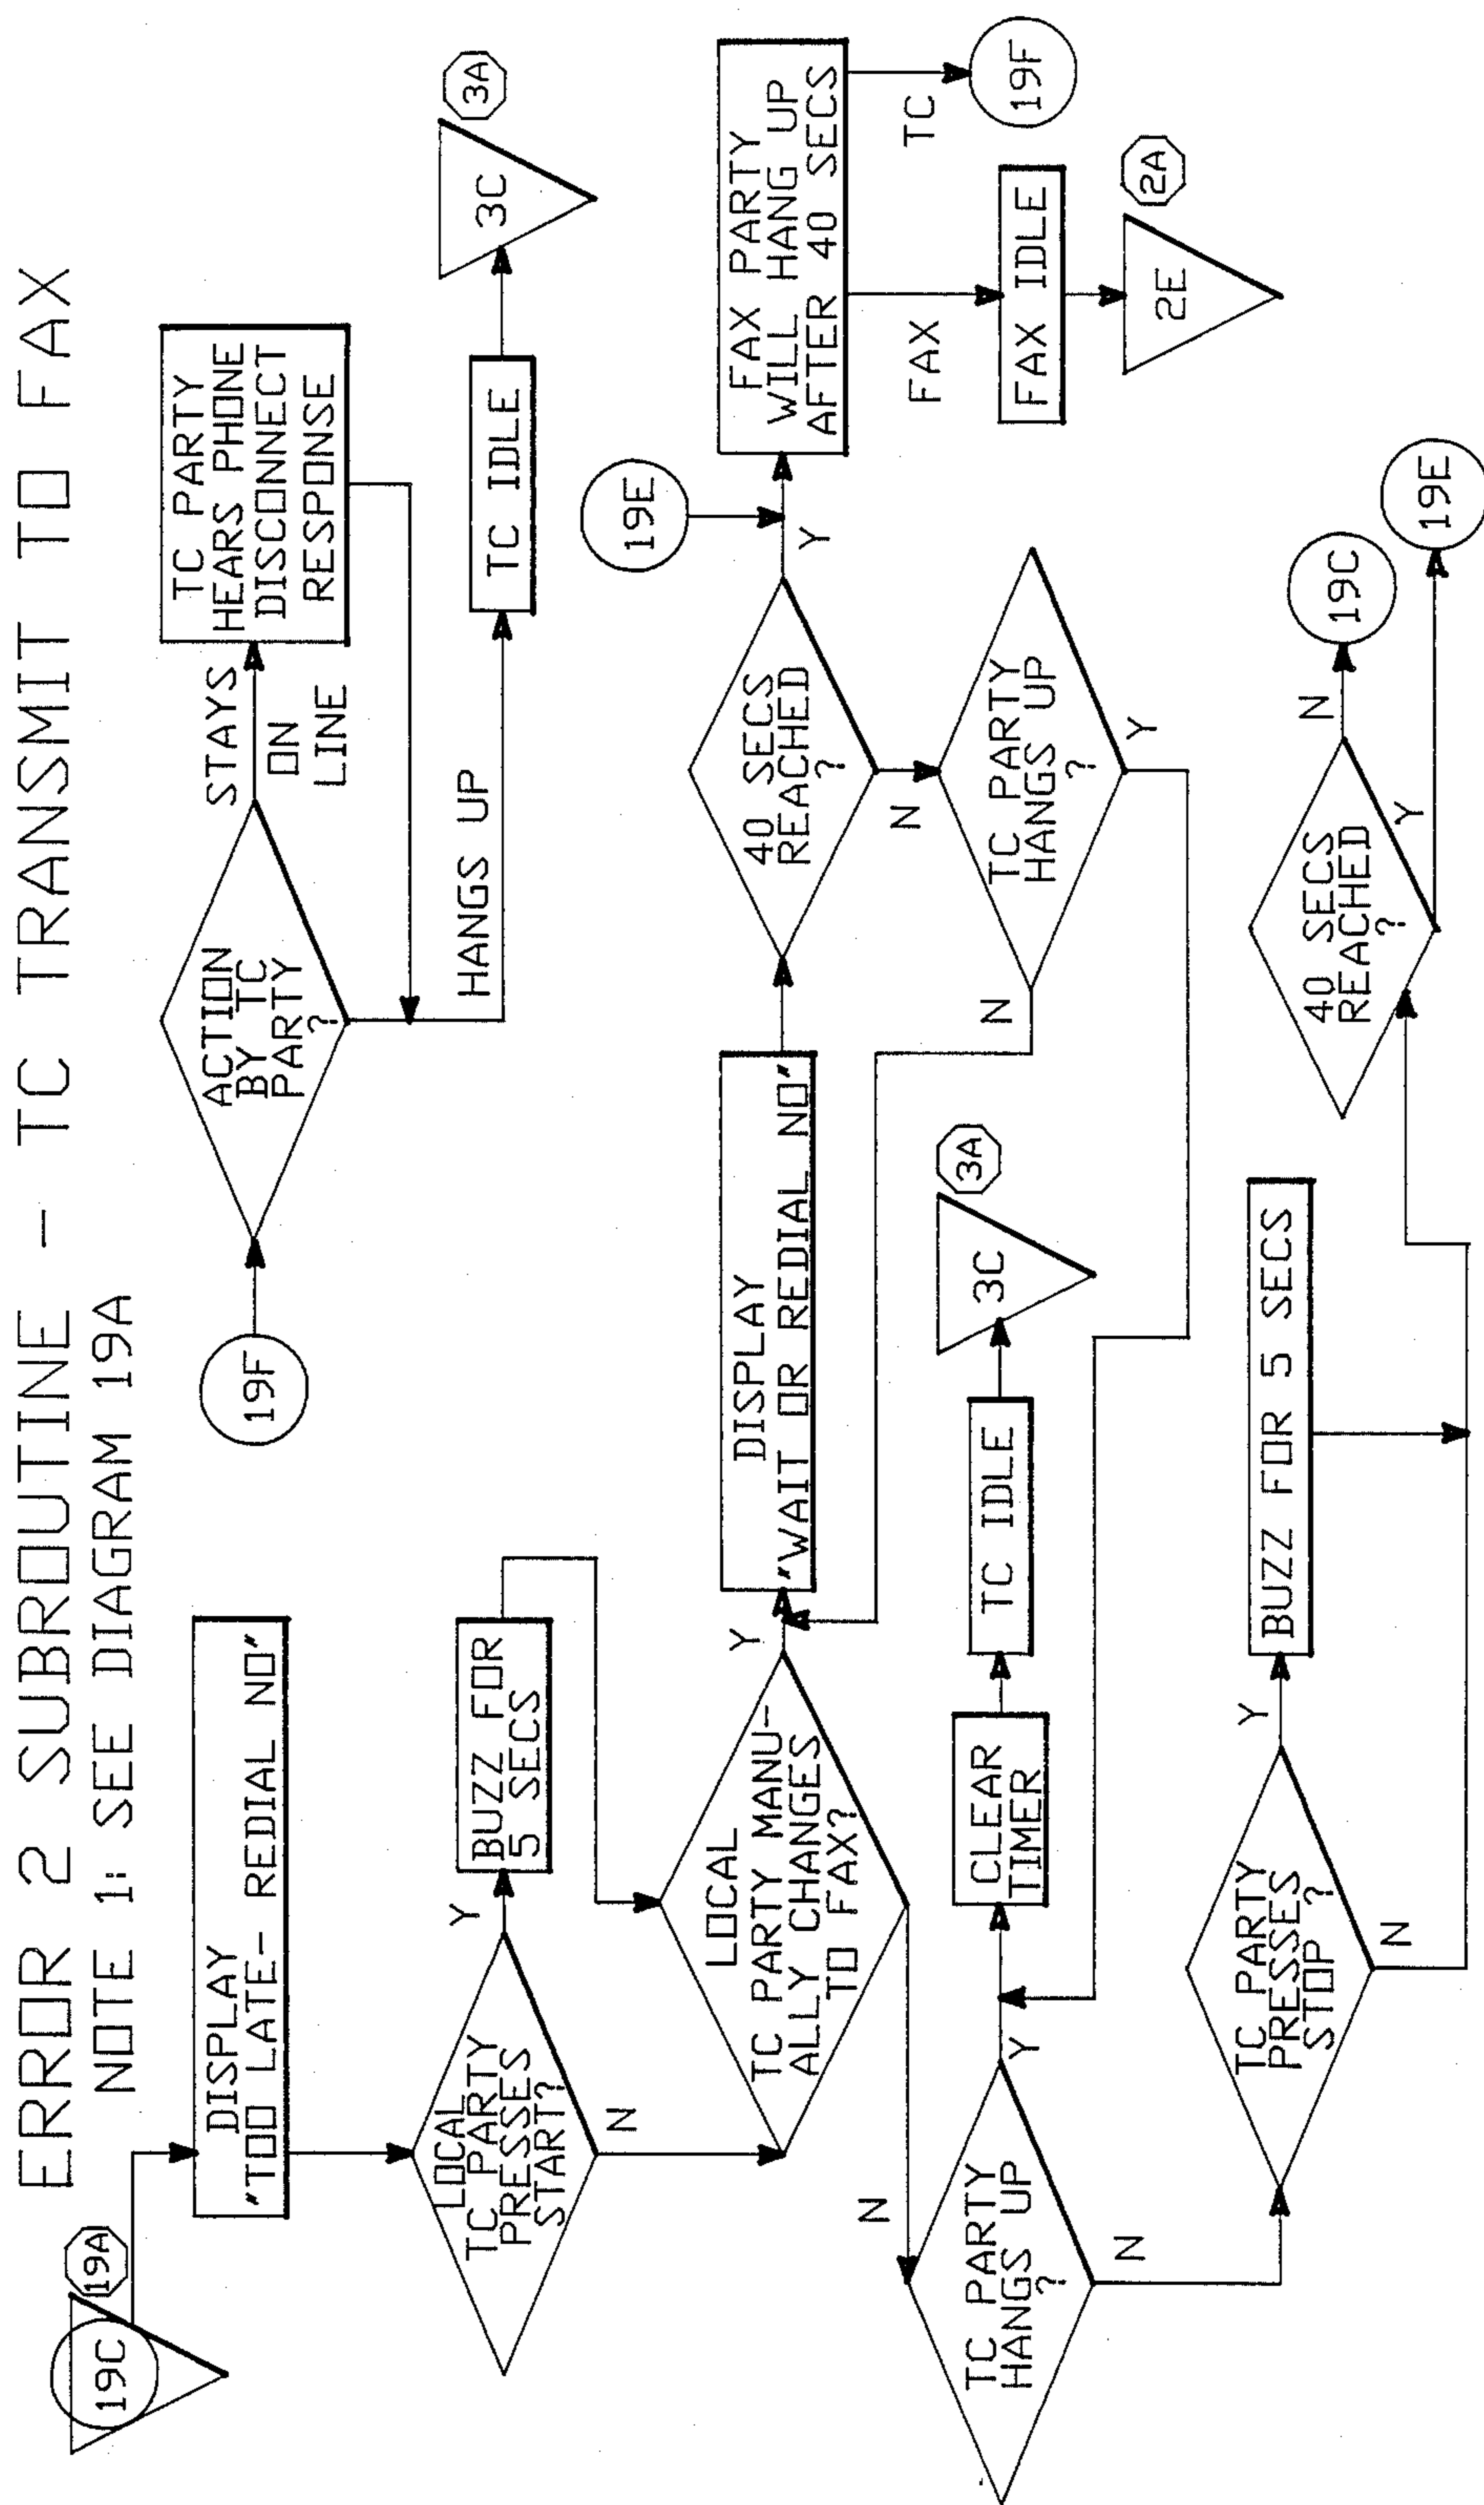 ERROR 2 SUBROUTINE - TC TRANSMIT TO FAX
NOTE 1: SEE DIAGRAM 19A
19C
19A
DISPLAY
"TOO LATE- REDIAL NO"
LOCAL
TC PARTY
PRESSES
START?
Y
N
BUZZ FOR
5 SECS
LOCAL
TC PARTY MANU-
ALLY CHANGES
TO FAX?
Y
N
DISPLAY
"WAIT OR REDIAL NO"
40 SECS
REACHED
?
Y
N
19E
FAX PARTY
WILL HANG UP
AFTER 40 SECS
FAX
TC
FAX IDLE
2E
2A
19F
TC PARTY
HANGS UP
?
N
Y
19F
ACTION
BY TC
PARTY
?
STAYS
ON
LINE
TC PARTY
HEARS PHONE
DISCONNECT
RESPONSE
HANGS UP
TC IDLE
3C
3A
TC PARTY
HANGS UP
?
Y
N
CLEAR
TIMER
TC IDLE
3C
3A
TC PARTY
PRESSES
STOP ?
Y
N
BUZZ FOR 5 SECS
40 SECS
REACHED
?
N
Y
19C
19E